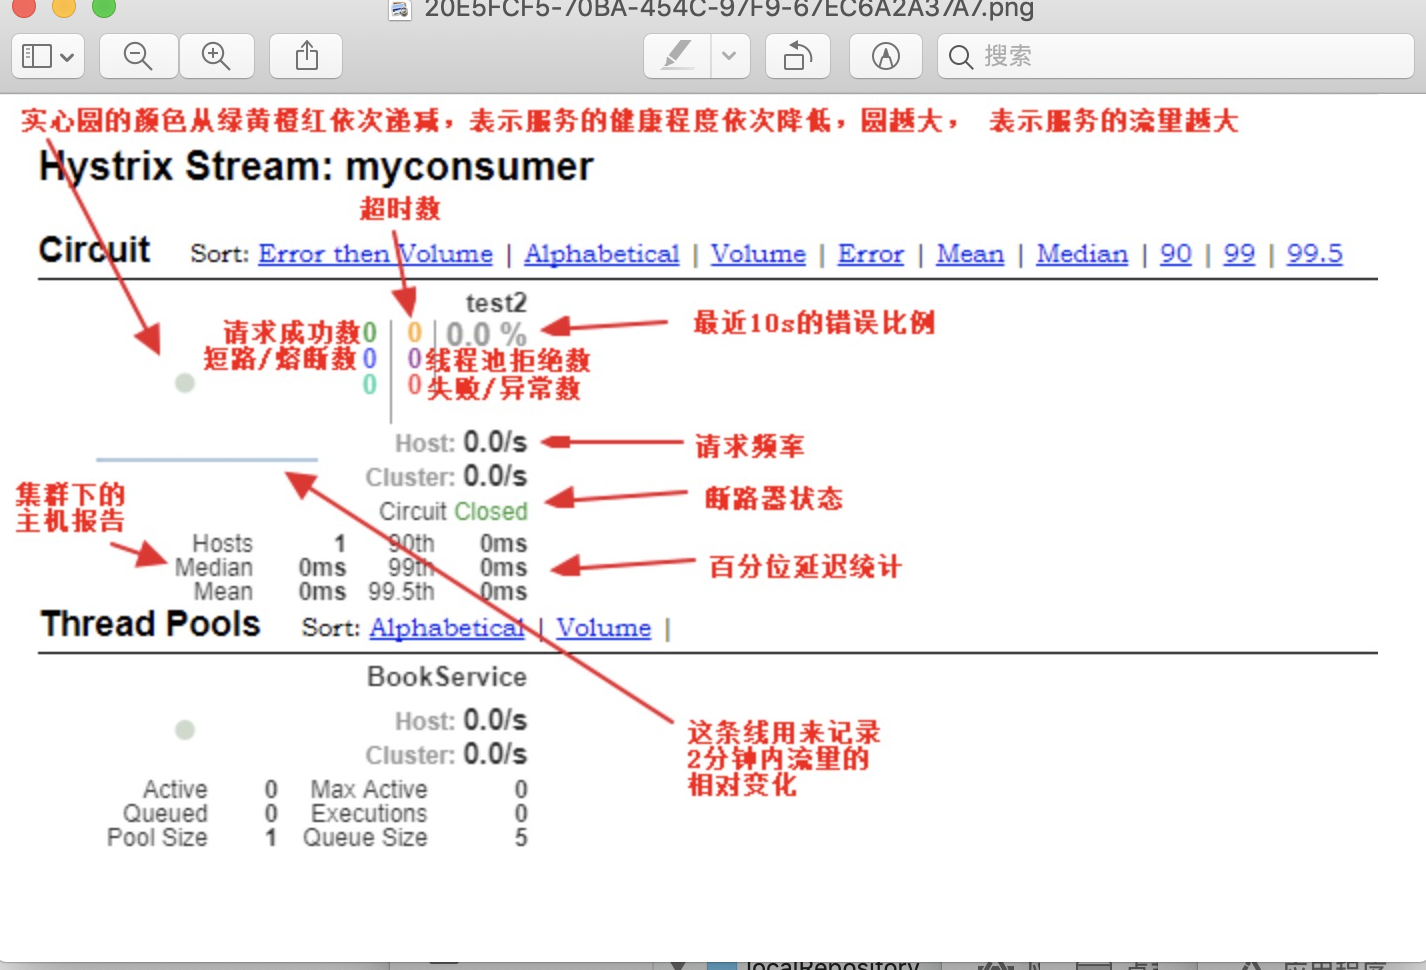 20E5FCF5-70BA-454C-97F9-67EC6A2A37A7.png
搜索
实心圆的颜色从绿黄橙红依次递减，表示服务的健康程度依次降低，圆越大， 表示服务的流量越大
Hystrix Stream: myconsumer
超时数
Circuit Sort: Error then Volume | Alphabetical | Volume | Error | Mean | Median | 90 | 99 | 99.5
test2
请求成功数 0 | 0 | 0.0 % 最近10s的错误比例
短路/熔断数 0 | 0 线程池拒绝数
0 | 0 失败/异常数
Host: 0.0/s 请求频率
Cluster: 0.0/s
集群下的
主机报告
Circuit Closed 断路器状态
Hosts 1 90th 0ms
Median 0ms 99th 0ms 百分位延迟统计
Mean 0ms 99.5th 0ms
Thread Pools Sort: Alphabetical | Volume |
BookService
Host: 0.0/s
Cluster: 0.0/s
这条线用来记录
2分钟内流量的
相对变化
Active 0 Max Active 0
Queued 0 Executions 0
Pool Size 1 Queue Size 5
localRepository
应用程序